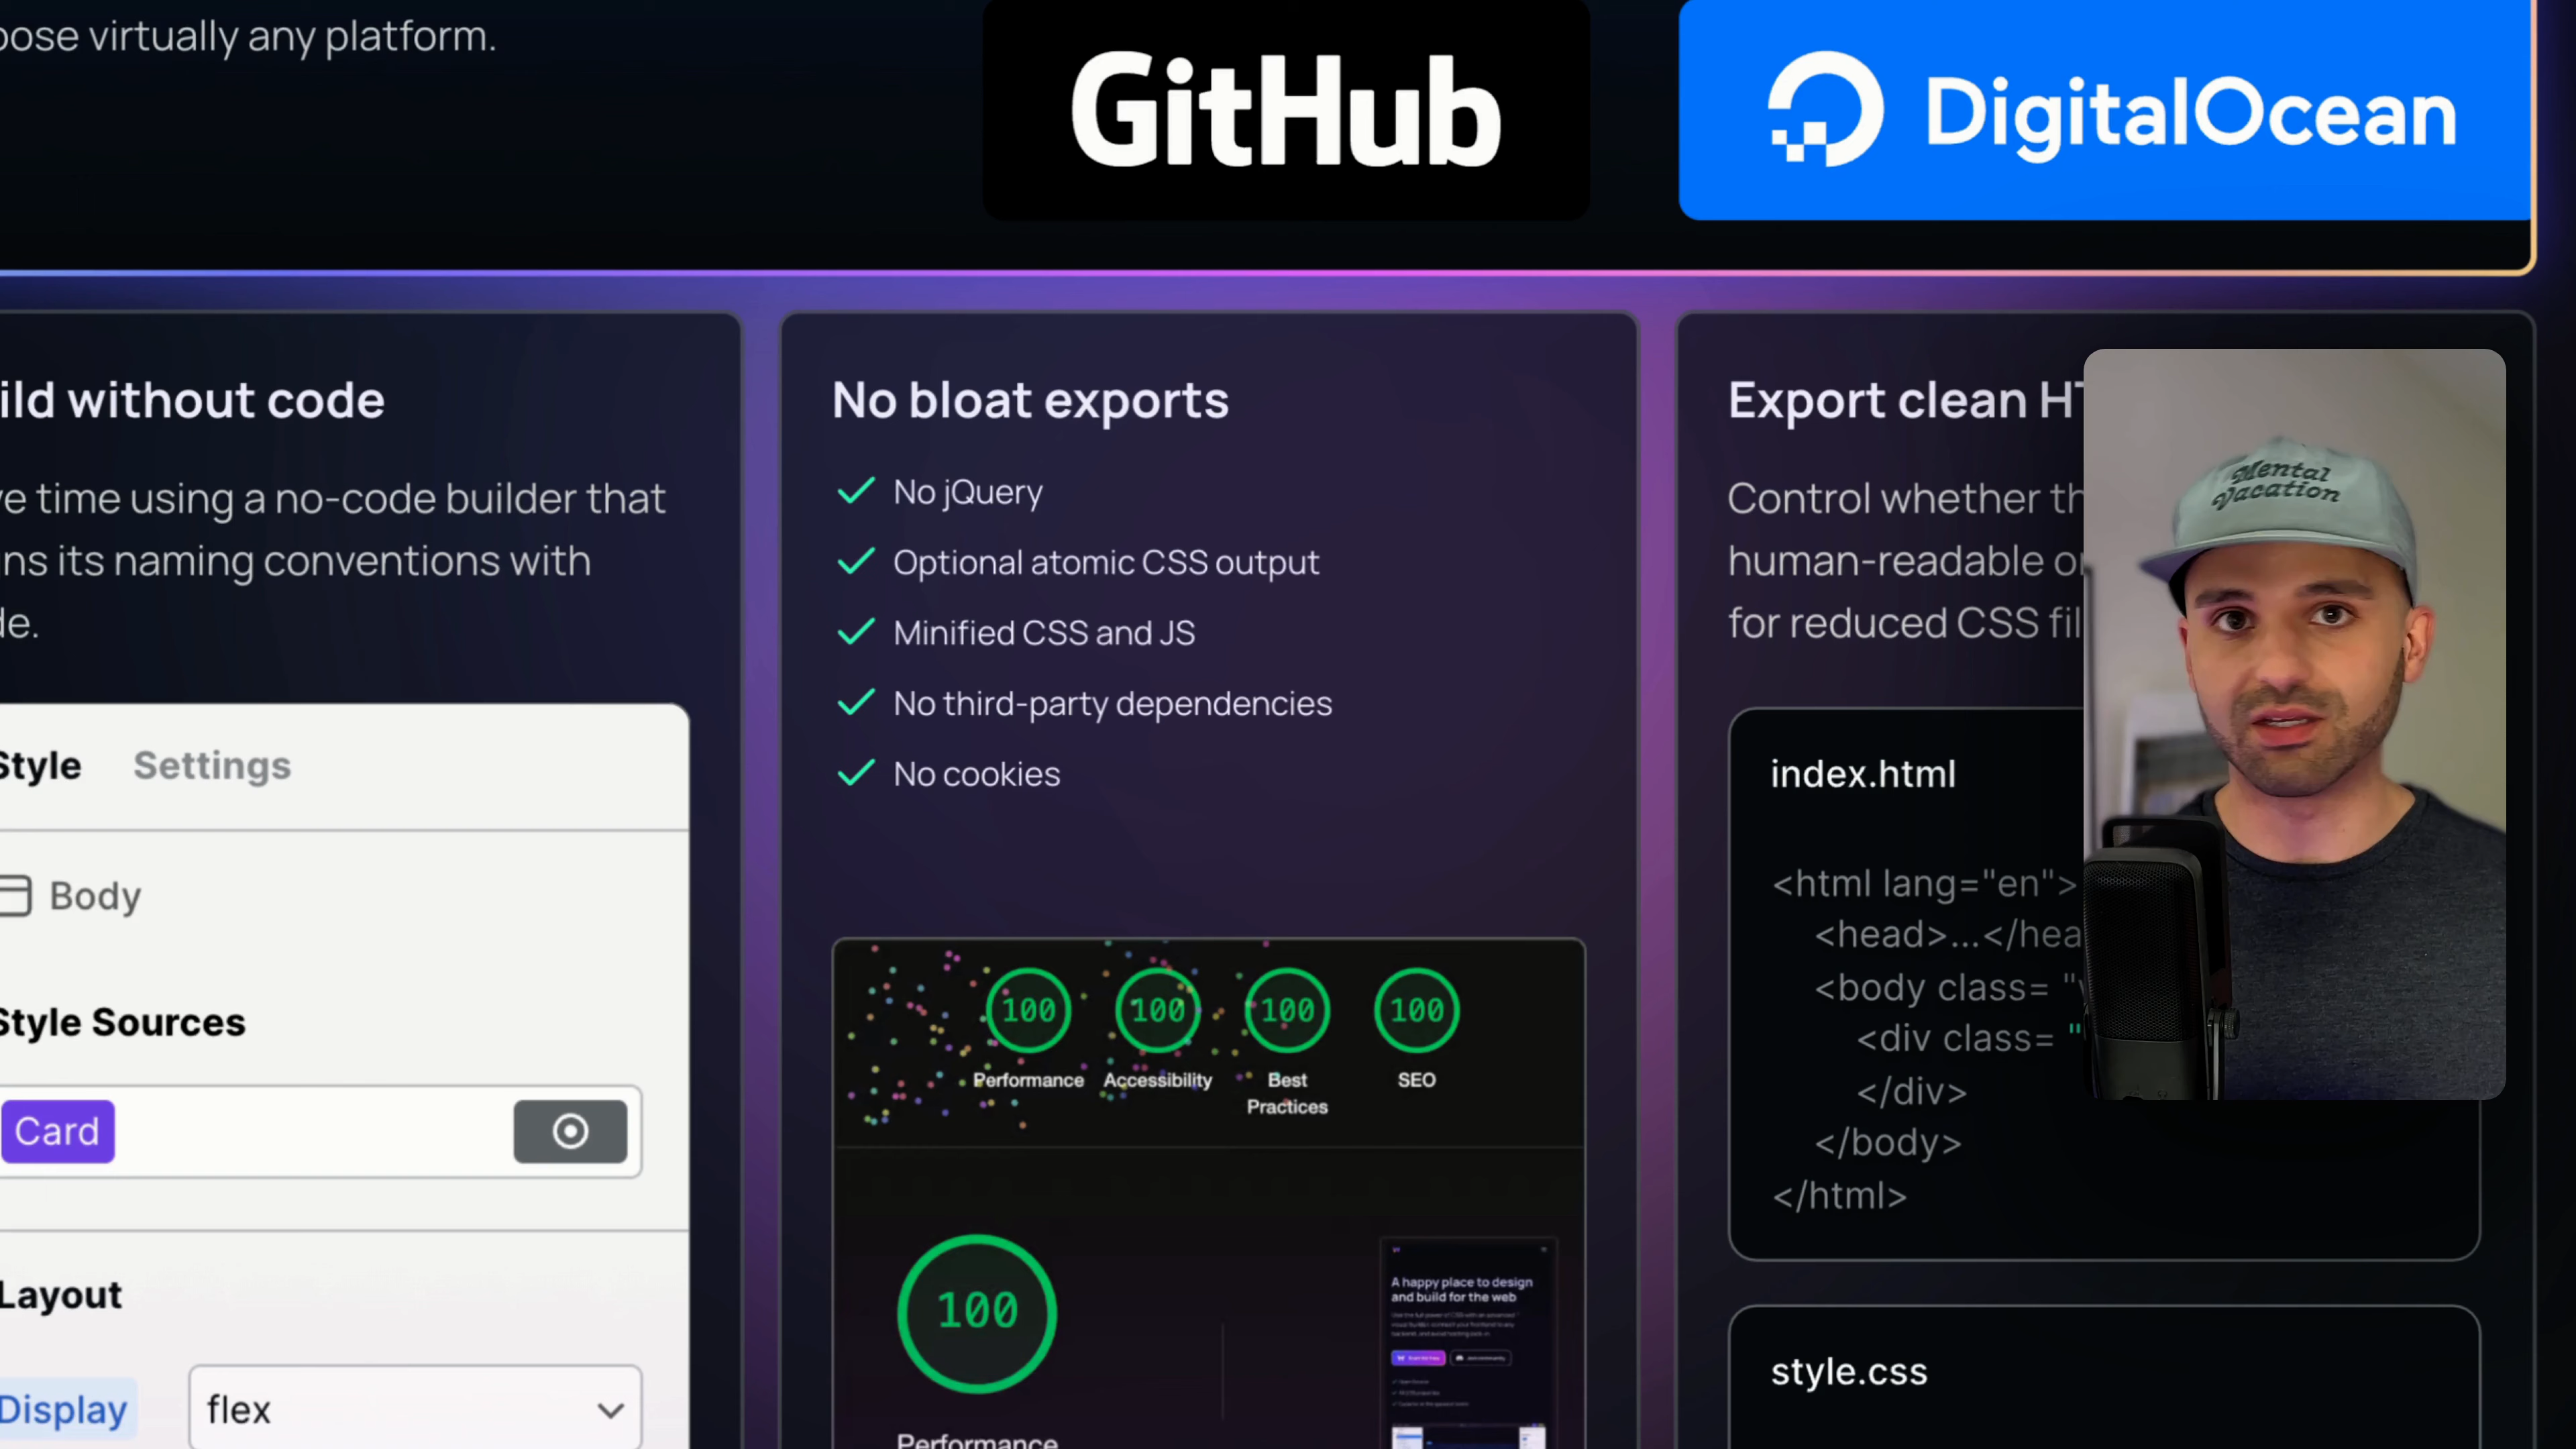 oose virtually any platform.
GitHub
DigitalOcean
ild without code
ve time using a no-code builder that
ns its naming conventions with
de.
Style Settings
Body
Style Sources
Card
Layout
Display flex
No bloat exports
No jQuery
Optional atomic CSS output
Minified CSS and JS
No third-party dependencies
No cookies
100 100 100 100
Performance Accessibility Best Practices SEO
100
Performance
A happy place to design
and build for the web
Export clean HT
Control whether th
human-readable or
for reduced CSS fil
Mental
Vacation
index.html
<html lang="en">
<head>...</hea
<body class= "
<div class= "
</div>
</body>
</html>
style.css